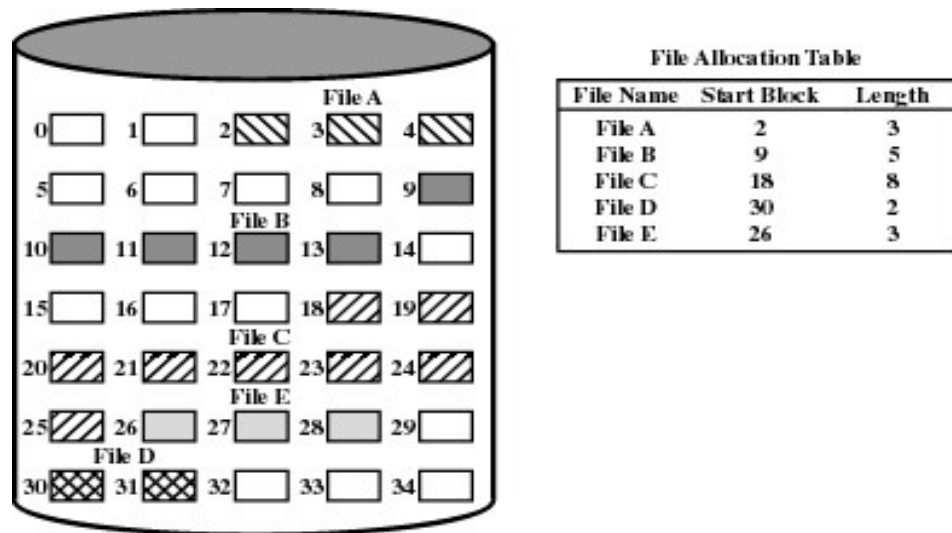 File A
0 1 2 3 4
5 6 7 8 9
File B
10 11 12 13 14
15 16 17 18 19
File C
20 21 22 23 24
File E
25 26 27 28 29
File D
30 31 32 33 34
File Allocation Table
File Name Start Block Length
File A 2 3
File B 9 5
File C 18 8
File D 30 2
File E 26 3